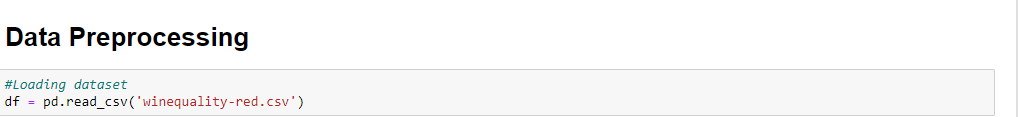 Data Preprocessing
#Loading dataset
df = pd.read_csv('winequality-red.csv')